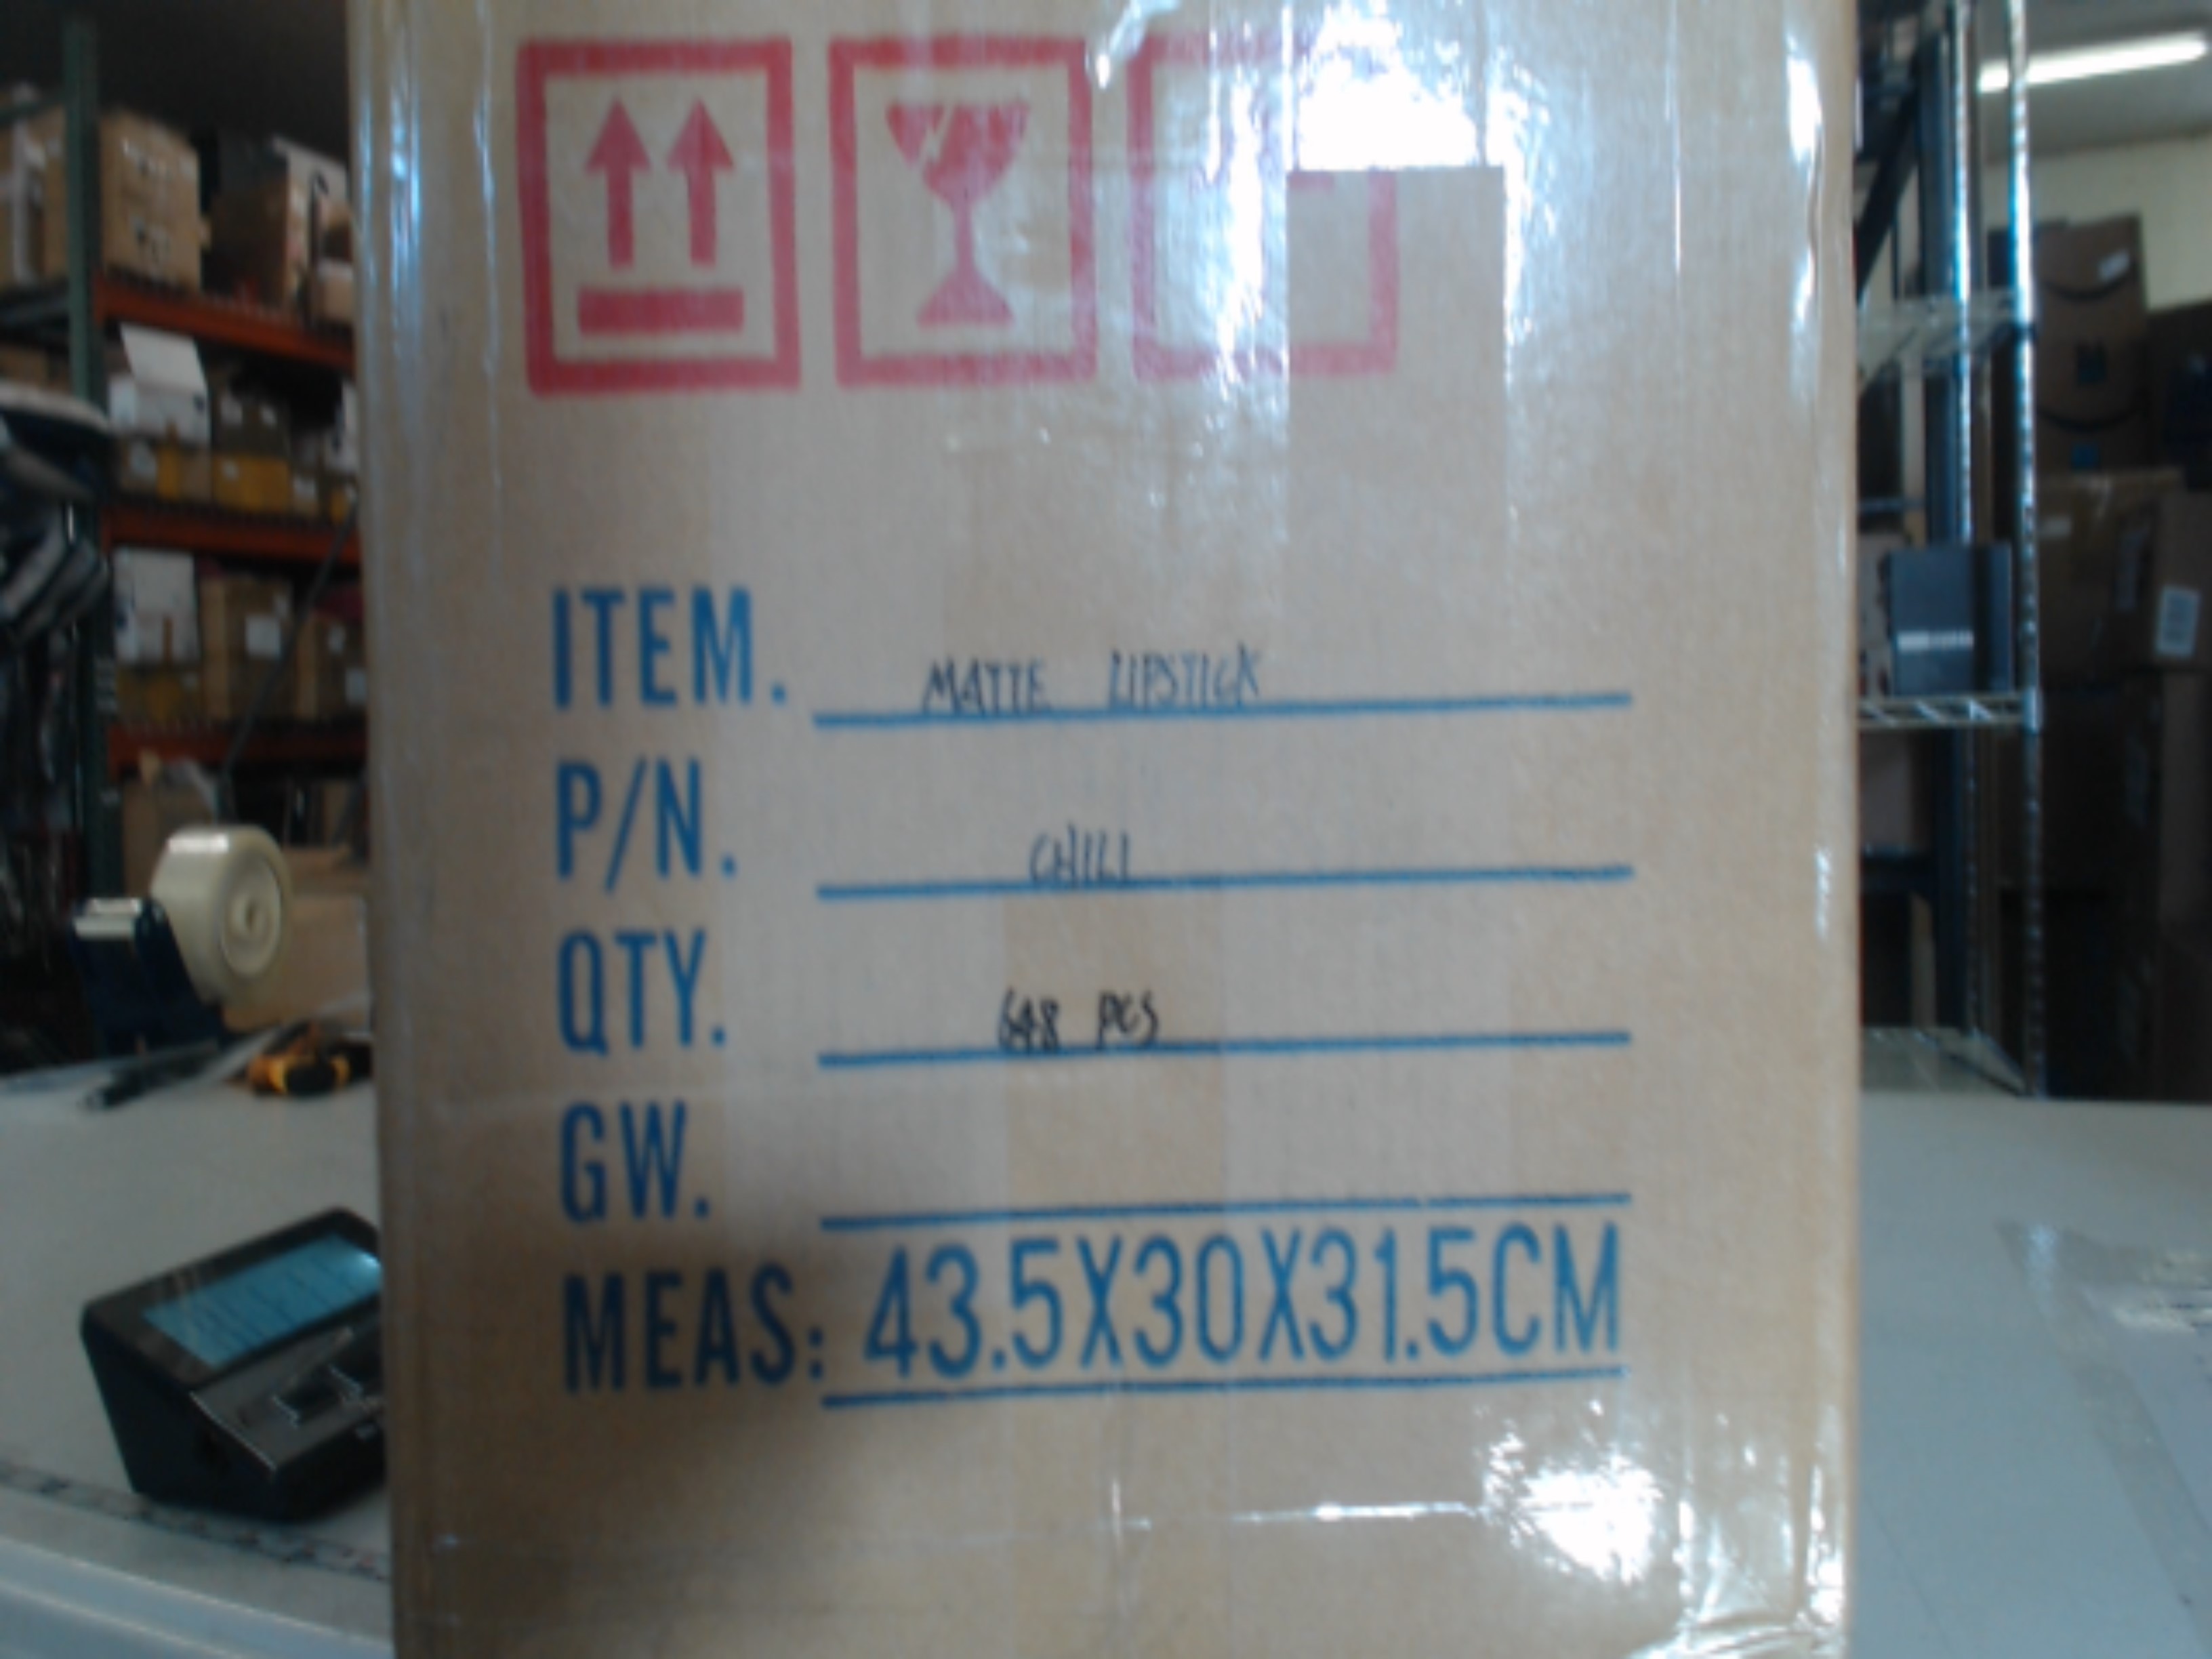 ITEM. MATTE LIPSTICK
P/N. CHILI
QTY. 648 PCS
GW.
MEAS: 43.5X30X31.5CM